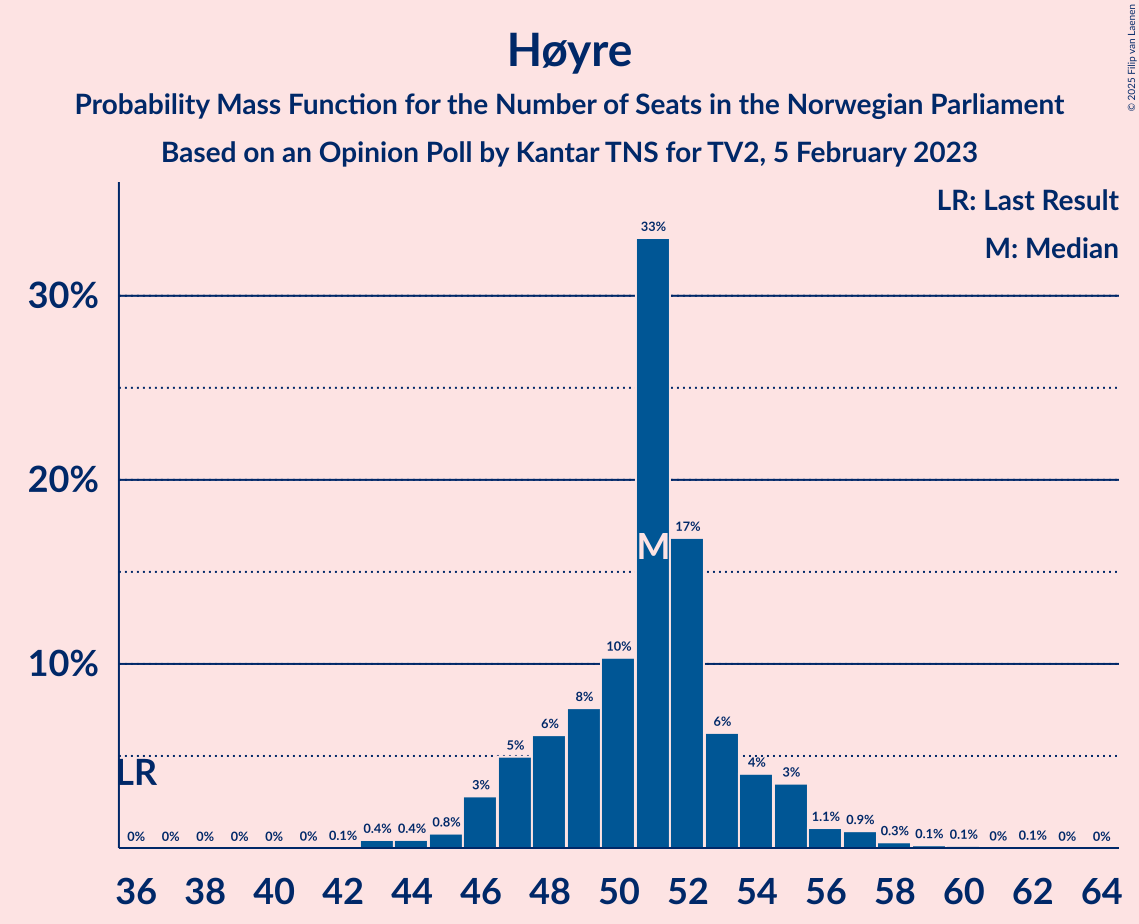 Høyre
Probability Mass Function for the Number of Seats in the Norwegian Parliament
Based on an Opinion Poll by Kantar TNS for TV2, 5 February 2023
© 2025 Filip van Laenen
LR: Last Result
M: Median
30%
20%
10%
LR
M
0% 0% 0% 0% 0% 0% 0.1% 0.4% 0.4% 0.8% 3% 5% 6% 8% 10% 33% 17% 6% 4% 3% 1.1% 0.9% 0.3% 0.1% 0.1% 0% 0.1% 0% 0%
36 38 40 42 44 46 48 50 52 54 56 58 60 62 64